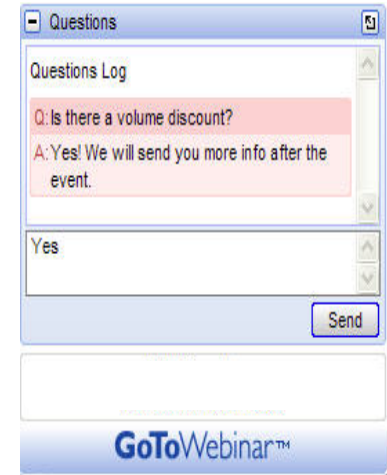 Questions
Questions Log
Q: Is there a volume discount?
A: Yes! We will send you more info after the
event.
Yes
Send
GoToWebinar™